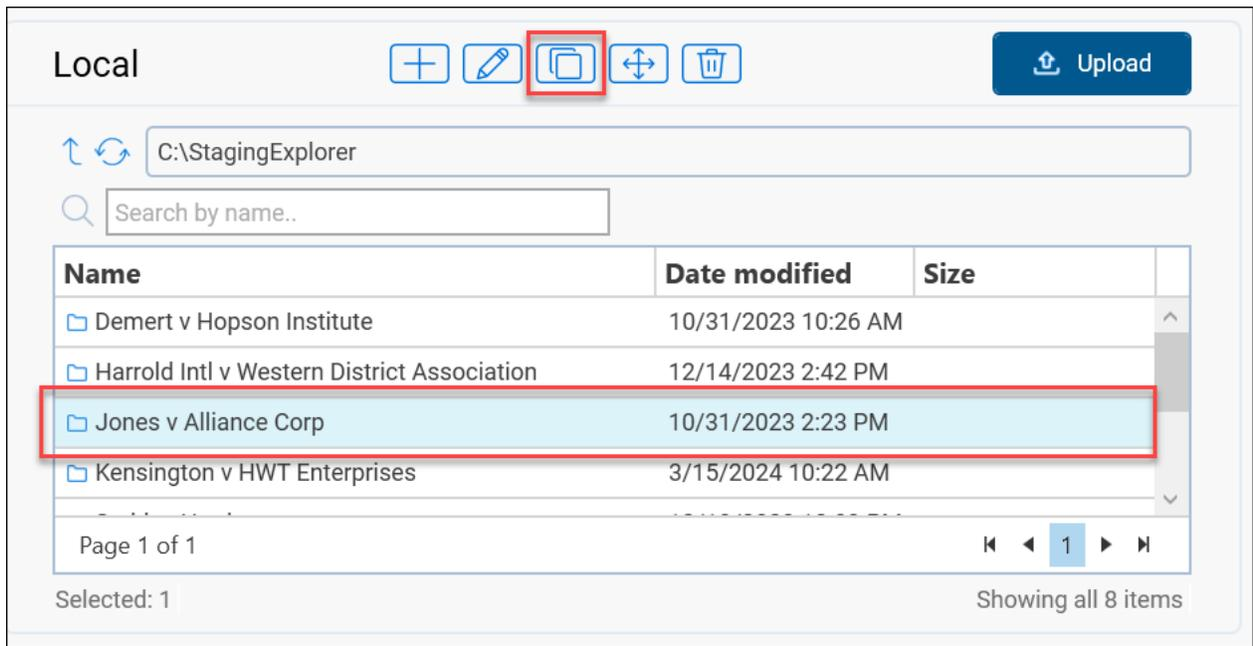 Local
Upload
C:\StagingExplorer
Search by name..
Name Date modified Size
Demert v Hopson Institute 10/31/2023 10:26 AM
Harrold Intl v Western District Association 12/14/2023 2:42 PM
Jones v Alliance Corp 10/31/2023 2:23 PM
Kensington v HWT Enterprises 3/15/2024 10:22 AM
Page 1 of 1 1
Selected: 1 Showing all 8 items